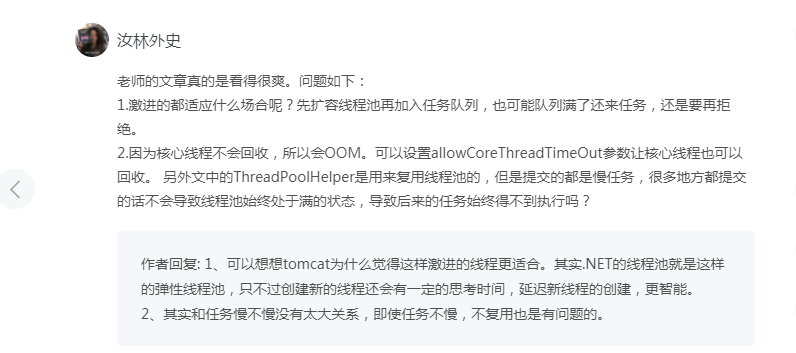 汝林外史
老师的文章真的是看得很爽。问题如下：
1.激进的都适应什么场合呢？先扩容线程池再加入任务队列，也可能队列满了还来任务，还是要再拒
绝。
2.因为核心线程不会回收，所以会OOM。可以设置allowCoreThreadTimeOut参数让核心线程也可以
回收。 另外文中的ThreadPoolHelper是用来复用线程池的，但是提交的都是慢任务，很多地方都提交
的话不会导致线程池始终处于满的状态，导致后来的任务始终得不到执行吗？
作者回复: 1、可以想想tomcat为什么觉得这样激进的线程更适合。其实.NET的线程池就是这样
的弹性线程池，只不过创建新的线程还会有一定的思考时间，延迟新线程的创建，更智能。
2、其实和任务慢不慢没有太大关系，即使任务不慢，不复用也是有问题的。